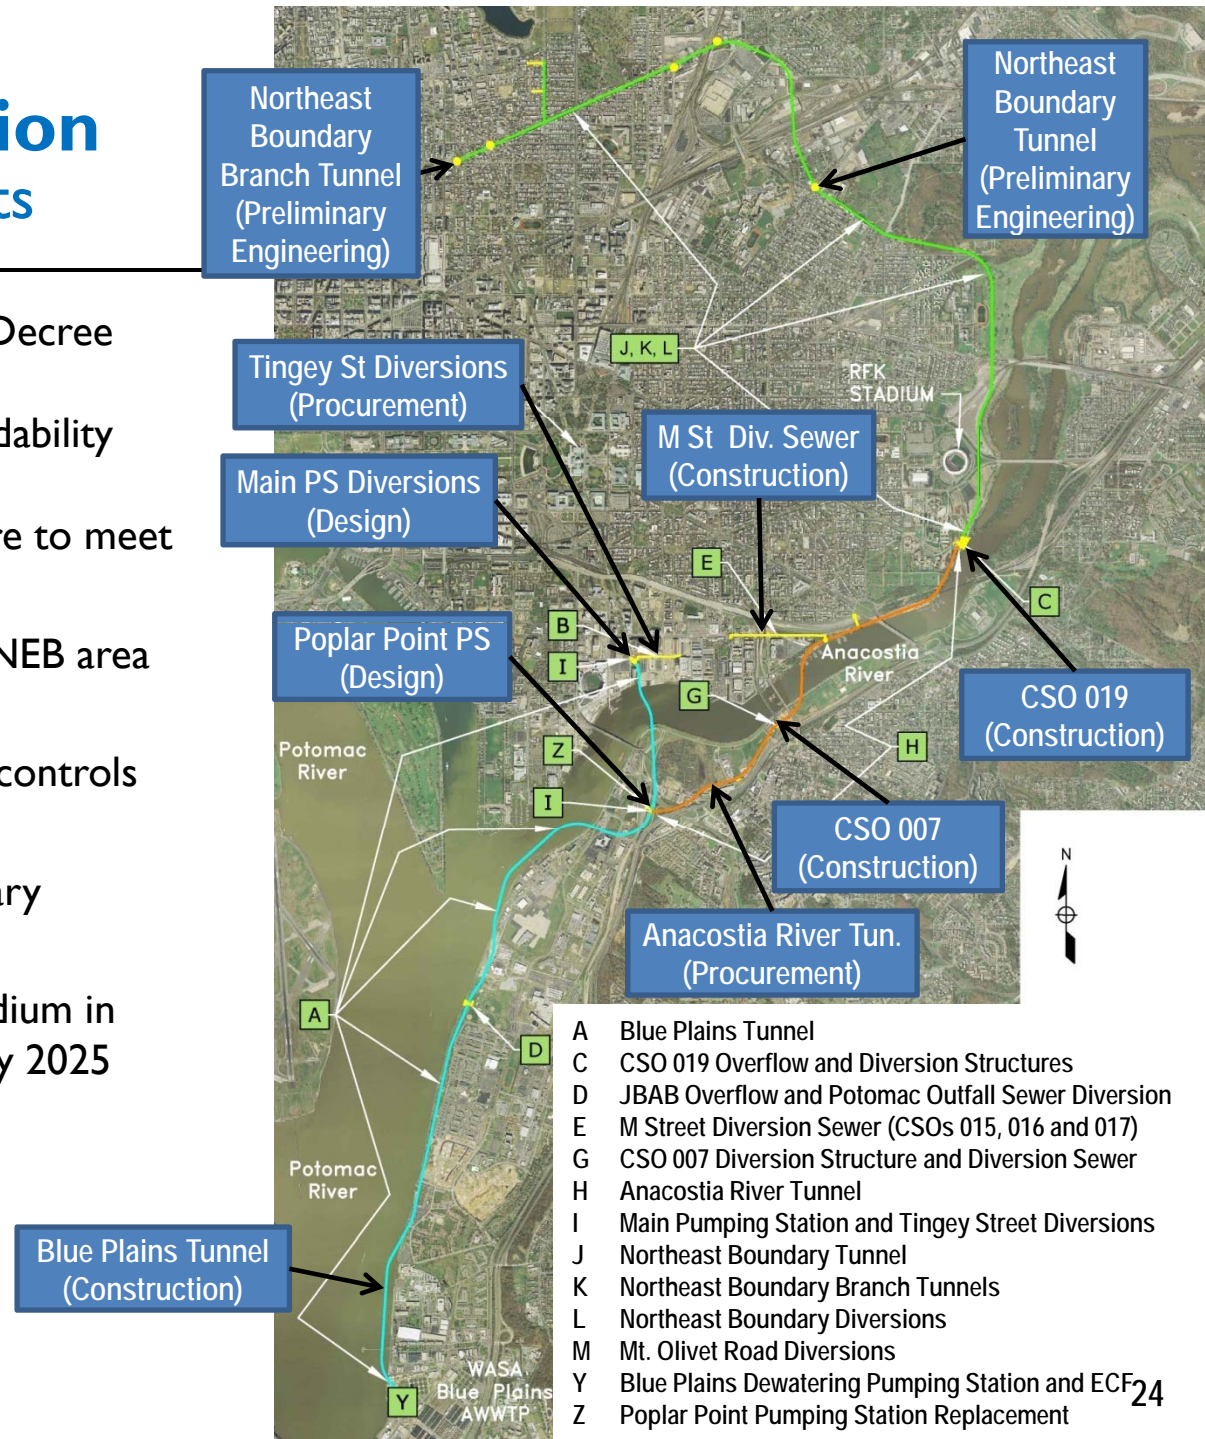 ion
ts
Decree
dability
re to meet
NEB area
controls
ary
dium in
y 2025
Northeast
Boundary
Branch Tunnel
(Preliminary
Engineering)
Northeast
Boundary
Tunnel
(Preliminary
Engineering)
J, K, L
Tingey St Diversions
(Procurement)
RFK
STADIUM
M St Div. Sewer
(Construction)
Main PS Diversions
(Design)
E
C
B
I
Poplar Point PS
(Design)
Anacostia
River
G
CSO 019
(Construction)
Potomac
River
Z
H
I
CSO 007
(Construction)
N
Anacostia River Tun.
(Procurement)
A
D
Potomac
River
Blue Plains Tunnel
(Construction)
WASA
Blue Plains
AWWTP
Y
A Blue Plains Tunnel
C CSO 019 Overflow and Diversion Structures
D JBAB Overflow and Potomac Outfall Sewer Diversion
E M Street Diversion Sewer (CSOs 015, 016 and 017)
G CSO 007 Diversion Structure and Diversion Sewer
H Anacostia River Tunnel
I Main Pumping Station and Tingey Street Diversions
J Northeast Boundary Tunnel
K Northeast Boundary Branch Tunnels
L Northeast Boundary Diversions
M Mt. Olivet Road Diversions
Y Blue Plains Dewatering Pumping Station and ECF
Z Poplar Point Pumping Station Replacement
24